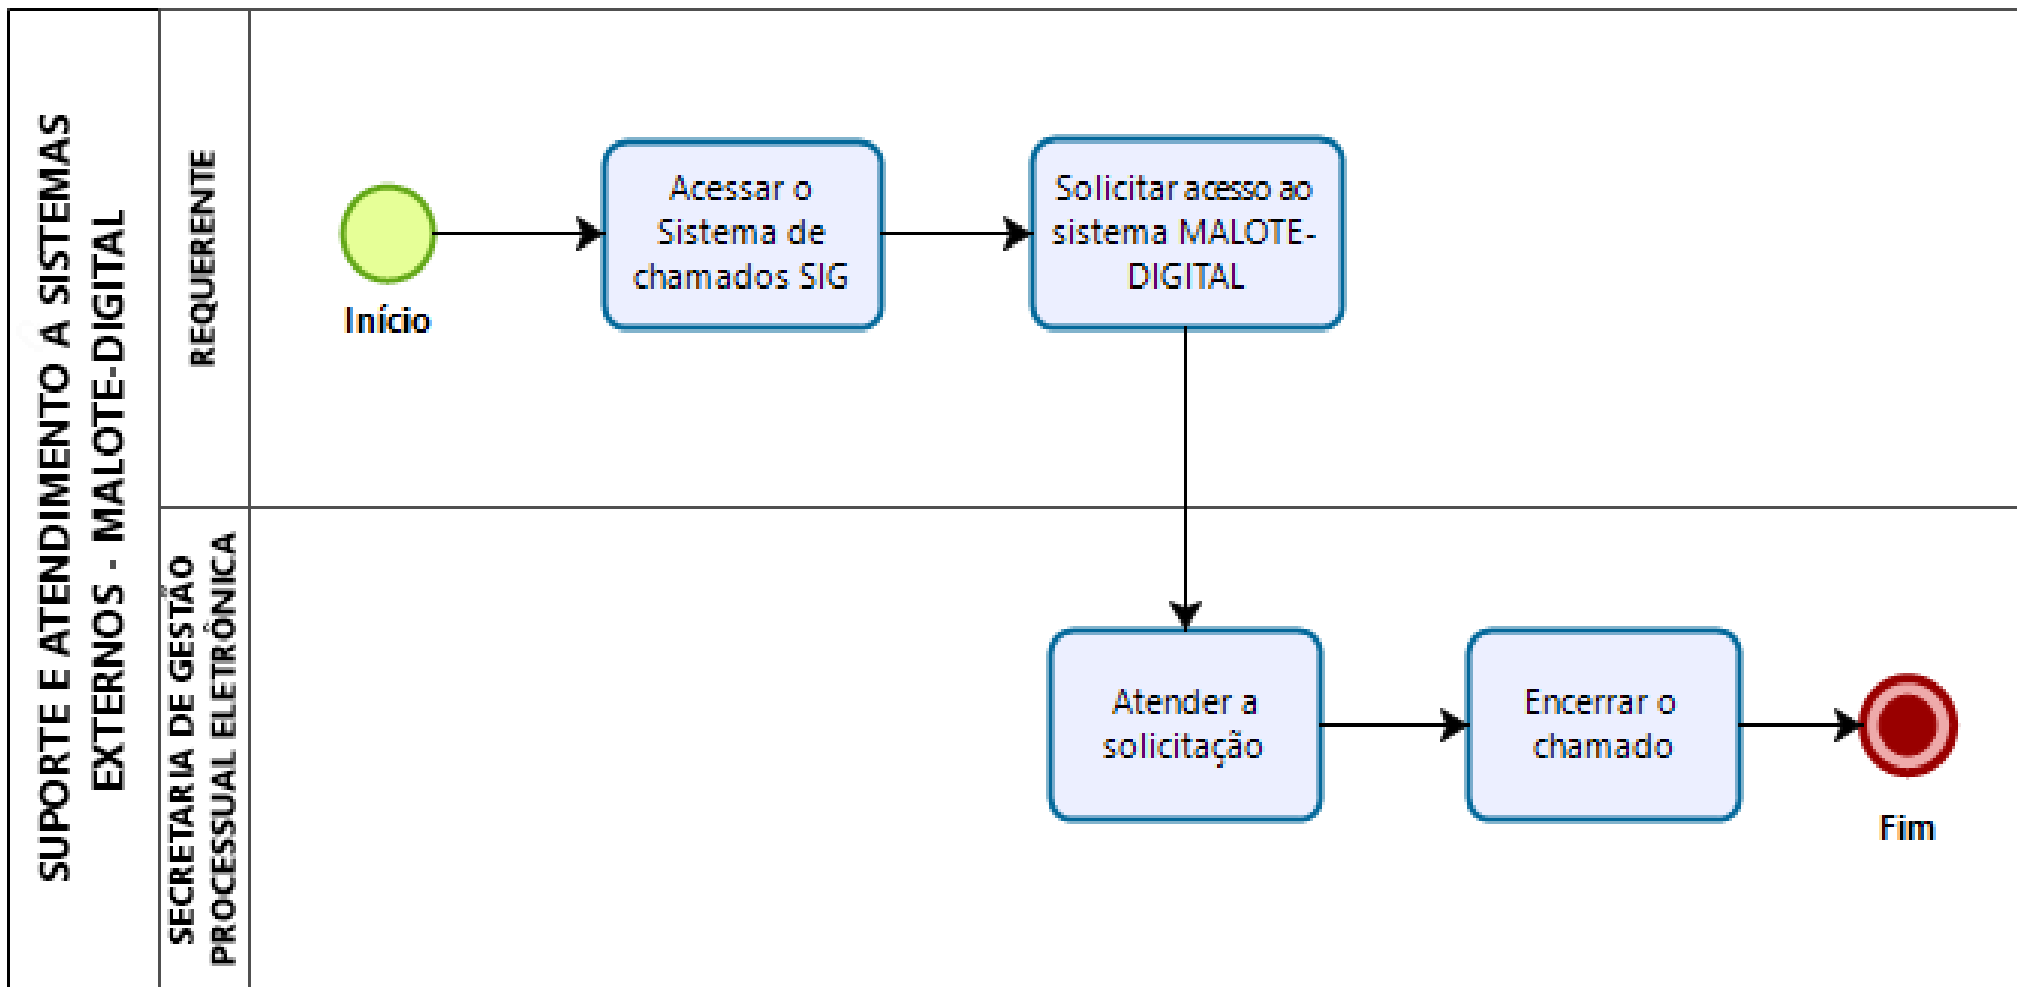 SUPORTE E ATENDIMENTO A SISTEMAS
EXTERNOS - MALOTE-DIGITAL
REQUERENTE
Início
Acessar o
Sistema de
chamados SIG
Solicitar acesso ao
sistema MALOTE-
DIGITAL
SECRETARIA DE GESTÃO
PROCESSUAL ELETRÔNICA
Atender a
solicitação
Encerrar o
chamado
Fim